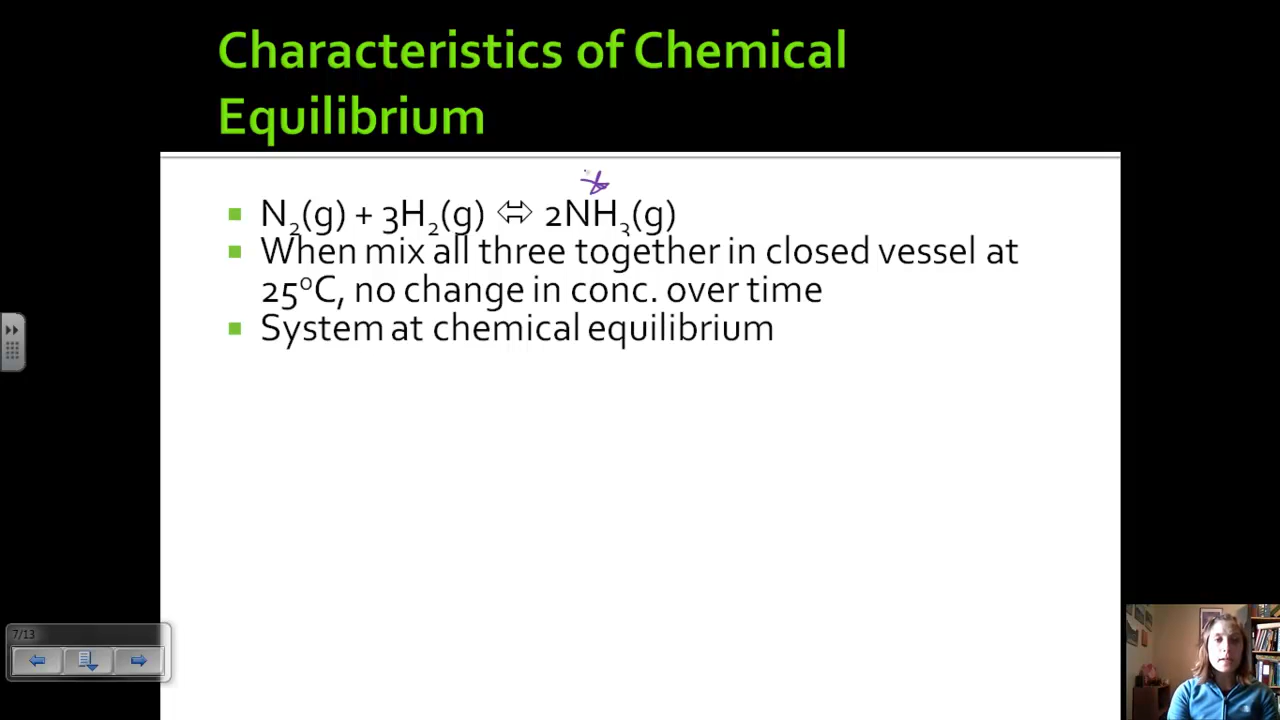 Characteristics of Chemical
Equilibrium
N₂(g) + 3H₂(g) ⬄ 2NH₃(g)
When mix all three together in closed vessel at
25⁰C, no change in conc. over time
System at chemical equilibrium
7/13